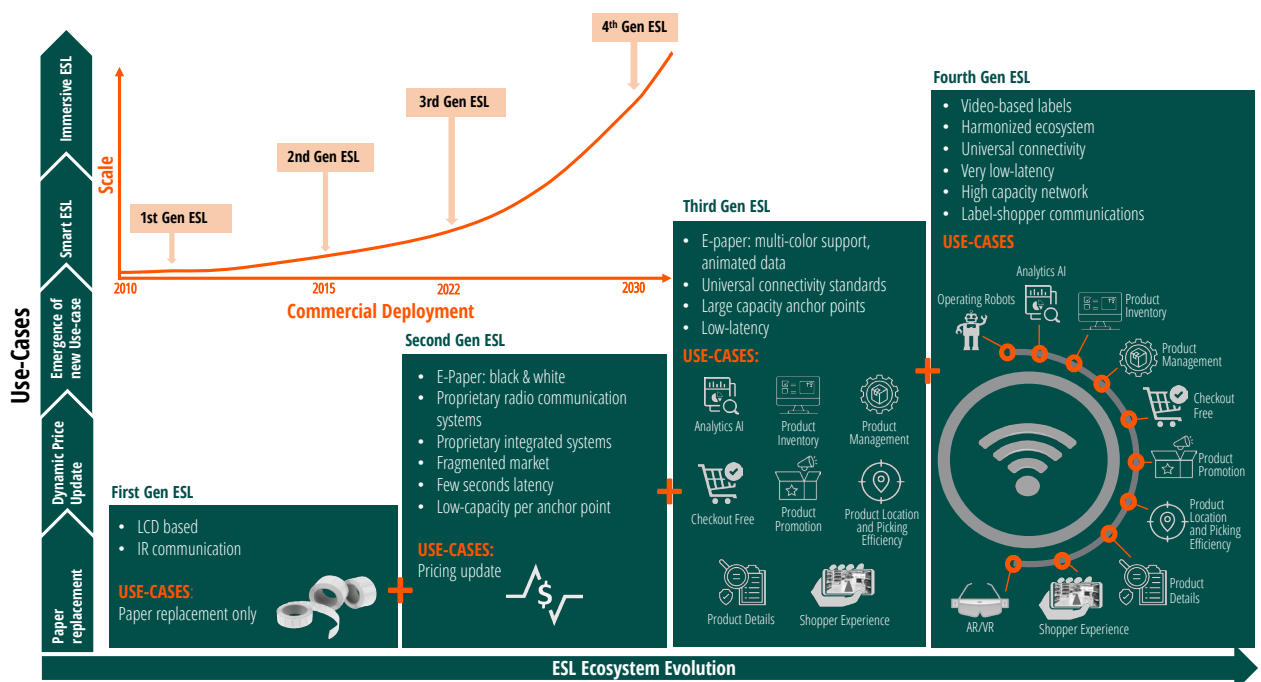 Use-Cases
Immersive ESL
Smart ESL
Emergence of
new Use-case
Dynamic Price
Update
Paper
replacement
Scale
1st Gen ESL
2nd Gen ESL
3rd Gen ESL
4th Gen ESL
2010
2015
2022
2030
Commercial Deployment
First Gen ESL
• LCD based
• IR communication
USE-CASES:
Paper replacement only
Second Gen ESL
• E-Paper: black & white
• Proprietary radio communication
systems
• Proprietary integrated systems
• Fragmented market
• Few seconds latency
• Low-capacity per anchor point
USE-CASES:
Pricing update
$
Third Gen ESL
• E-paper: multi-color support,
animated data
• Universal connectivity standards
• Large capacity anchor points
• Low-latency
USE-CASES:
Analytics AI
Product
Inventory
Product
Management
Checkout Free
Product
Promotion
Product Location
and Picking
Efficiency
Product Details
Shopper Experience
Fourth Gen ESL
• Video-based labels
• Harmonized ecosystem
• Universal connectivity
• Very low-latency
• High capacity network
• Label-shopper communications
USE-CASES
Analytics AI
Operating Robots
Product
Inventory
Product
Management
Checkout
Free
Product
Promotion
Product
Location
and Picking
Efficiency
Product
Details
Shopper Experience
AR/VR
ESL Ecosystem Evolution